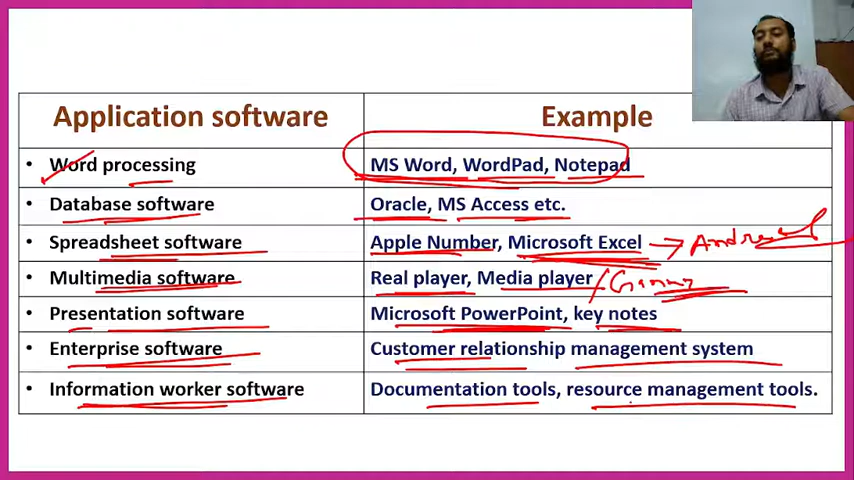 Application software Example
• Word processing MS Word, WordPad, Notepad
• Database software Oracle, MS Access etc.
• Spreadsheet software Apple Number, Microsoft Excel
• Multimedia software Real player, Media player
• Presentation software Microsoft PowerPoint, key notes
• Enterprise software Customer relationship management system
• Information worker software Documentation tools, resource management tools.